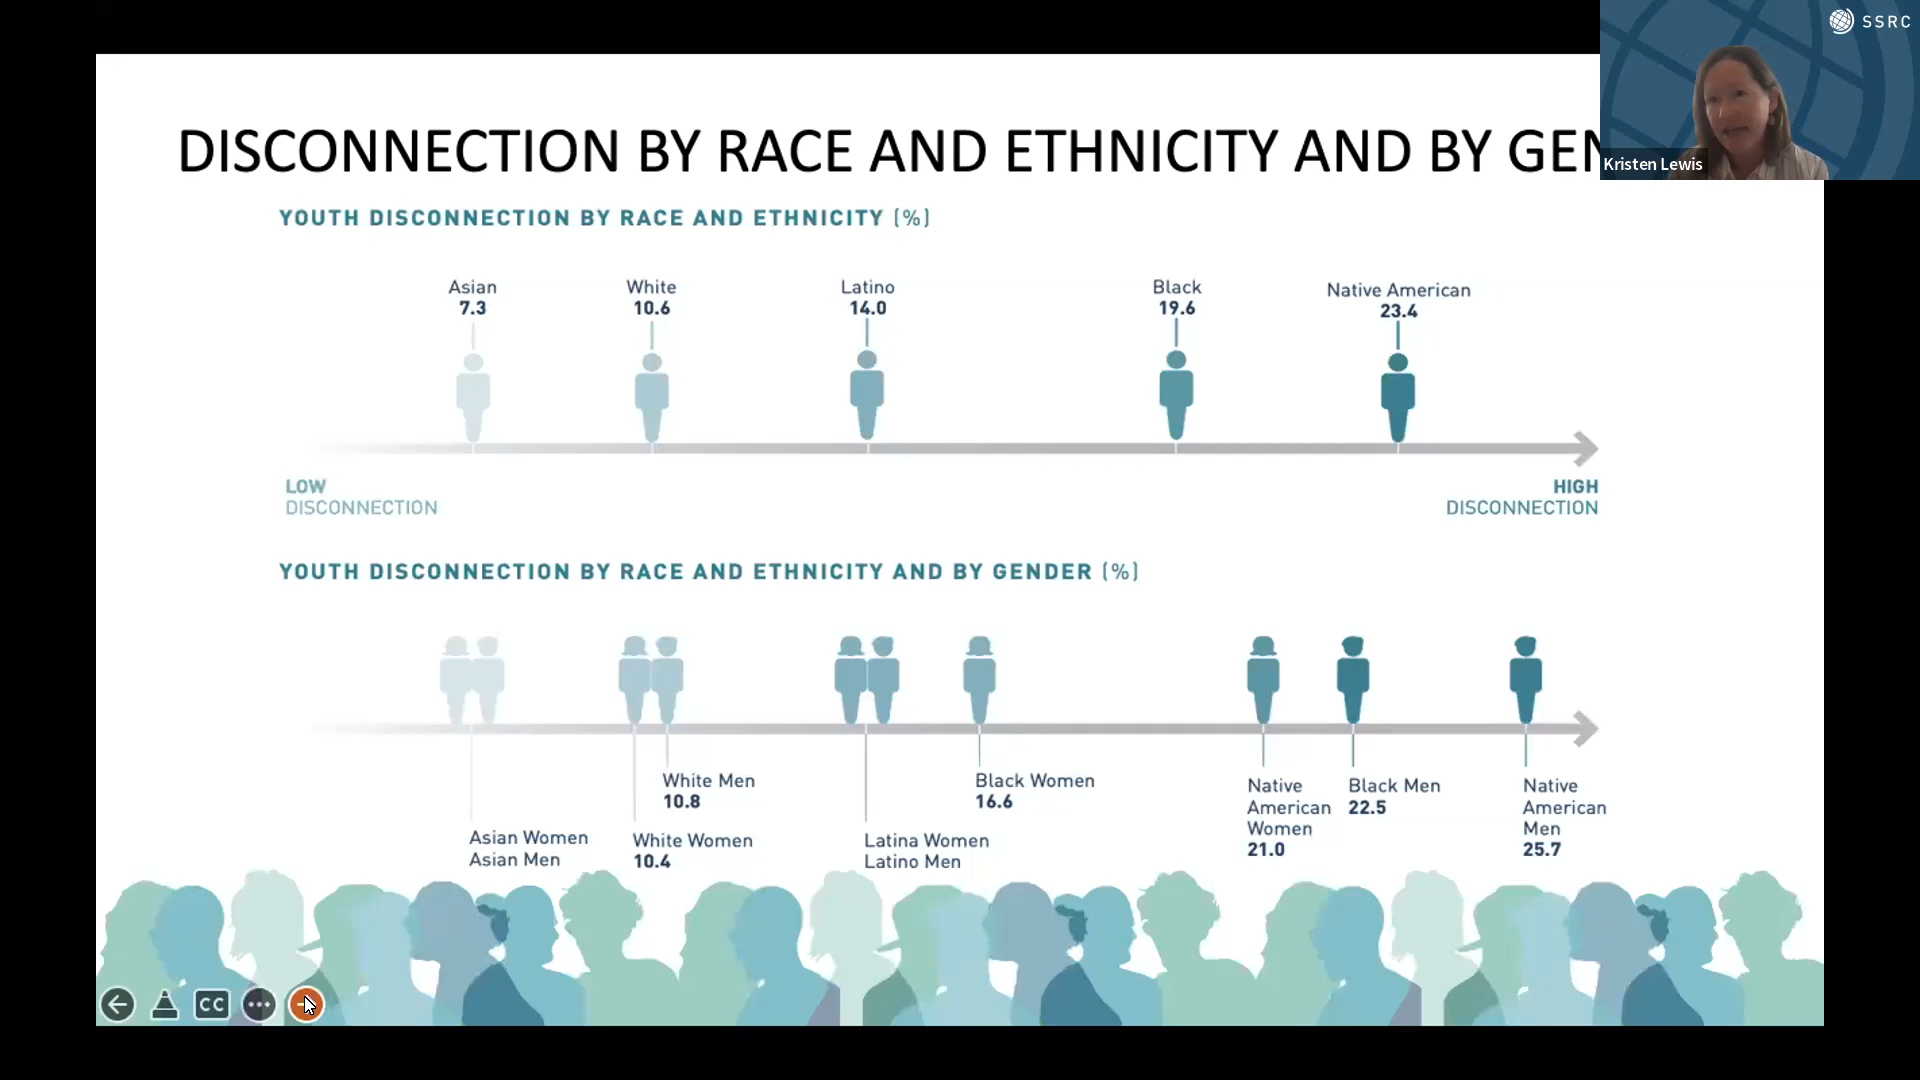 SSRC
Kristen Lewis
DISCONNECTION BY RACE AND ETHNICITY AND BY GEN
YOUTH DISCONNECTION BY RACE AND ETHNICITY (%)
Asian
7.3
White
10.6
Latino
14.0
Black
19.6
Native American
23.4
LOW
DISCONNECTION
HIGH
DISCONNECTION
YOUTH DISCONNECTION BY RACE AND ETHNICITY AND BY GENDER (%)
Asian Women
Asian Men
White Men
10.8
White Women
10.4
Latina Women
Latino Men
Black Women
16.6
Native
American
Women
21.0
Black Men
22.5
Native
American
Men
25.7
CC